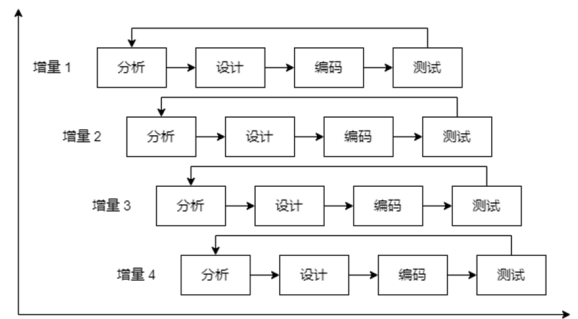 增量 1 分析 设计 编码 测试
增量 2 分析 设计 编码 测试
增量 3 分析 设计 编码 测试
增量 4 分析 设计 编码 测试